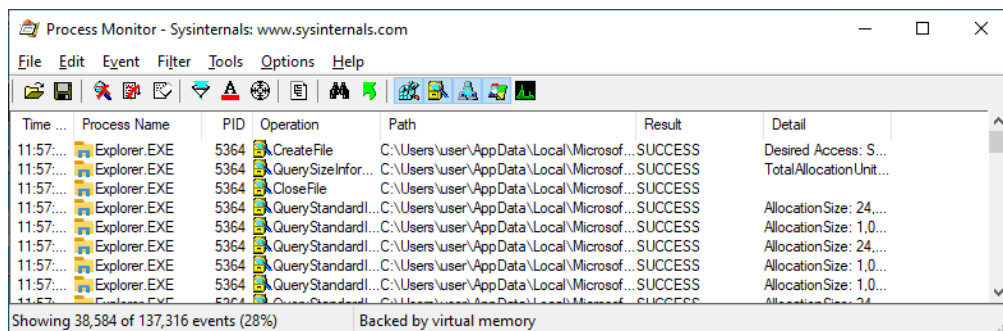 Process Monitor - Sysinternals: www.sysinternals.com
File Edit Event Filter Tools Options Help
Time ... Process Name PID Operation Path Result Detail
11:57:... Explorer.EXE 5364 CreateFile C:\Users\user\AppData\Local\Microsof... SUCCESS Desired Access: S...
11:57:... Explorer.EXE 5364 QuerySizeInfor... C:\Users\user\AppData\Local\Microsof... SUCCESS TotalAllocationUnit...
11:57:... Explorer.EXE 5364 CloseFile C:\Users\user\AppData\Local\Microsof... SUCCESS
11:57:... Explorer.EXE 5364 QueryStandardI... C:\Users\user\AppData\Local\Microsof... SUCCESS AllocationSize: 24,...
11:57:... Explorer.EXE 5364 QueryStandardI... C:\Users\user\AppData\Local\Microsof... SUCCESS AllocationSize: 1,0...
11:57:... Explorer.EXE 5364 QueryStandardI... C:\Users\user\AppData\Local\Microsof... SUCCESS AllocationSize: 24,...
11:57:... Explorer.EXE 5364 QueryStandardI... C:\Users\user\AppData\Local\Microsof... SUCCESS AllocationSize: 1,0...
11:57:... Explorer.EXE 5364 QueryStandardI... C:\Users\user\AppData\Local\Microsof... SUCCESS AllocationSize: 1,0...
Showing 38,584 of 137,316 events (28%) Backed by virtual memory